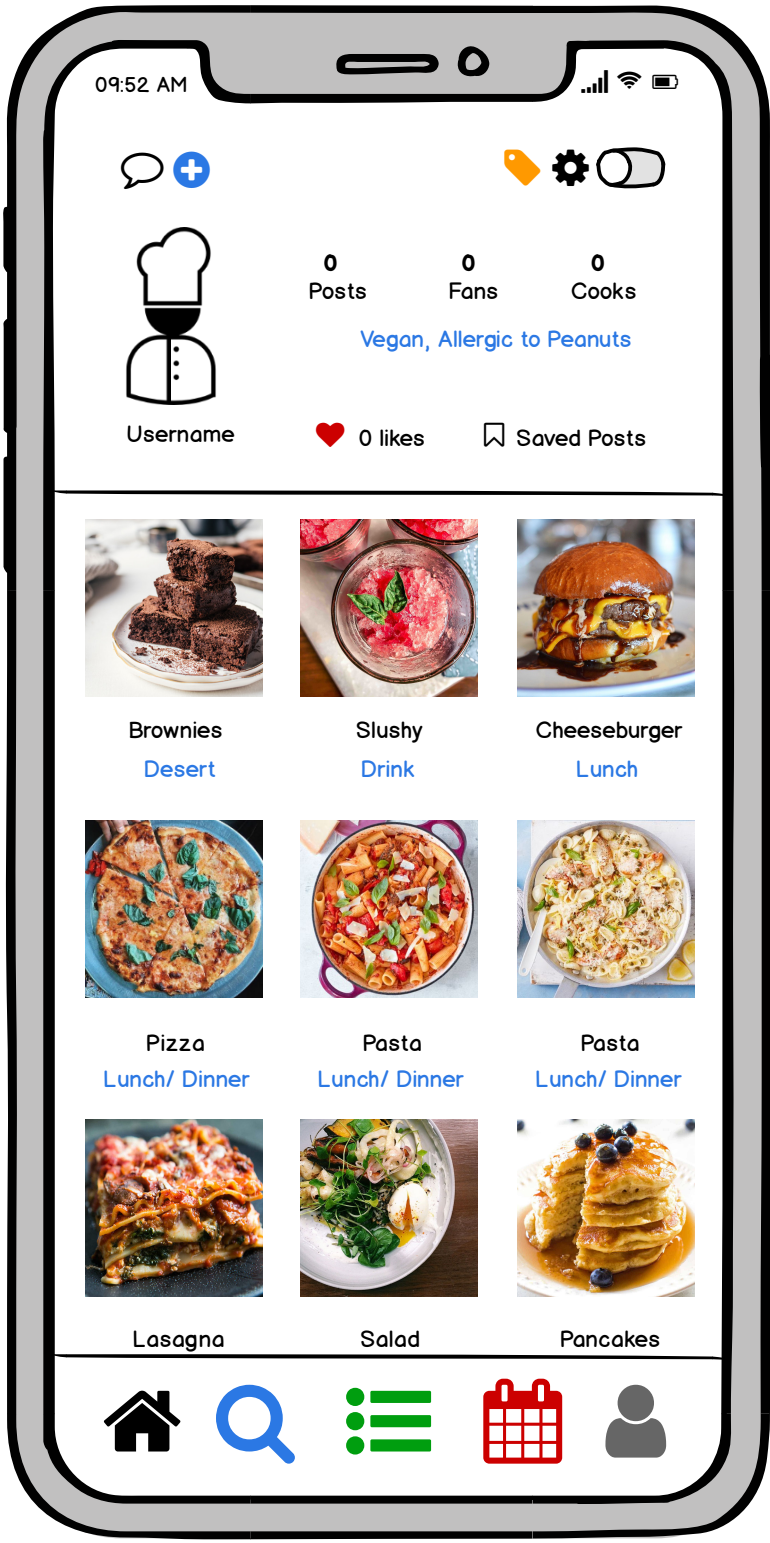 09:52 AM
0 0 0
Posts Fans Cooks
Vegan, Allergic to Peanuts
Username 0 likes Saved Posts
Brownies Slushy Cheeseburger
Desert Drink Lunch
Pizza Pasta Pasta
Lunch/ Dinner Lunch/ Dinner Lunch/ Dinner
Lasagna Salad Pancakes